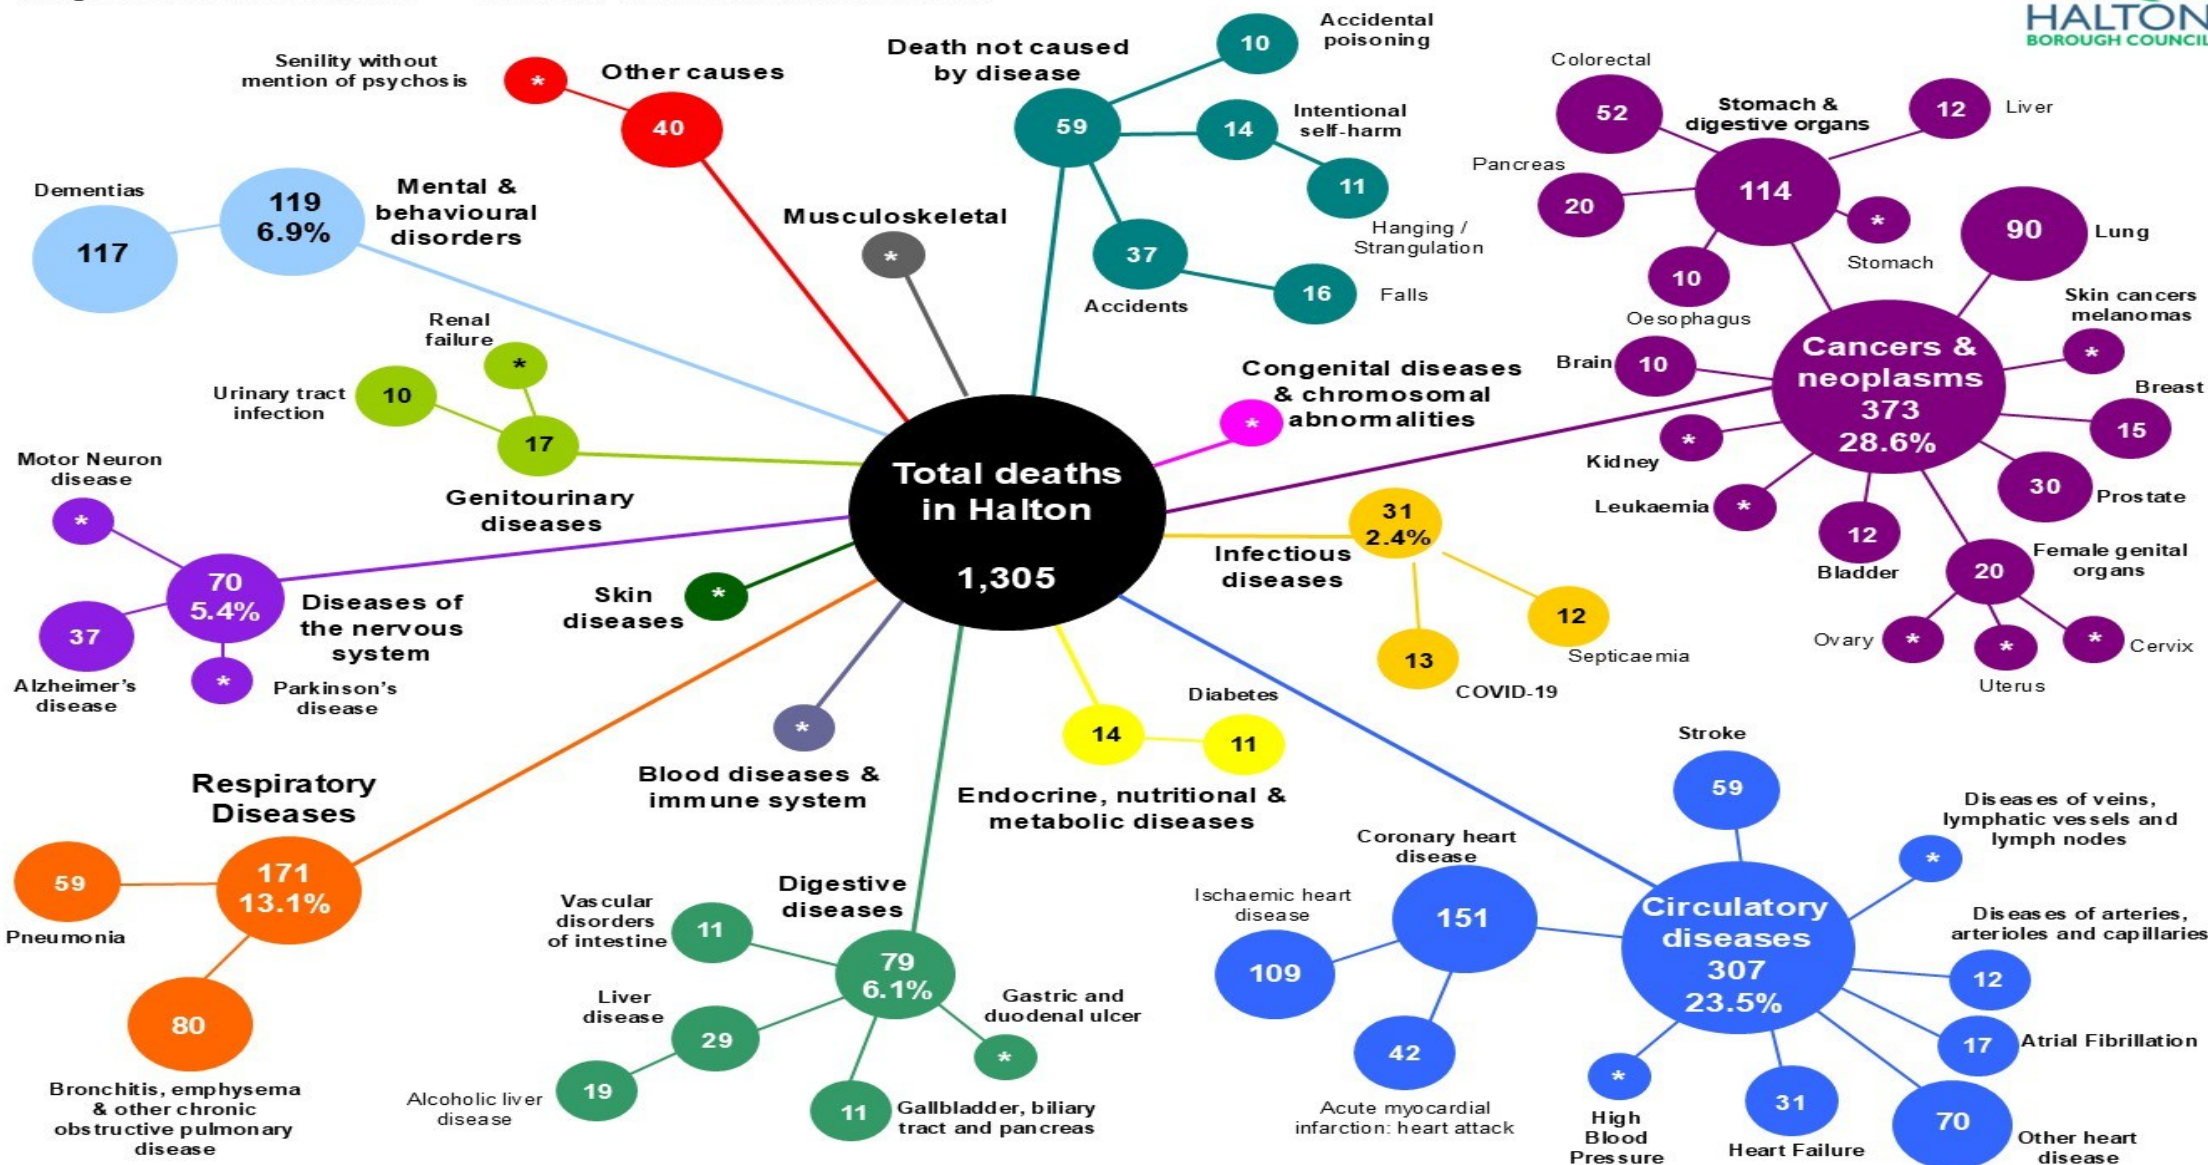 HALTON
BOROUGH COUNCIL
Senility without
mention of psychosis
*
Other causes
40
Death not caused
by disease
59
10
Accidental
poisoning
14
Intentional
self-harm
11
Hanging /
Strangulation
37
Accidents
16
Falls
Colorectal
52
Stomach &
digestive organs
114
12
Liver
Pancreas
20
10
Oesophagus
*
Stomach
90
Lung
Skin cancers
melanomas
*
Cancers &
neoplasms
373
28.6%
Brain
10
Breast
15
Kidney
*
Leukaemia
*
12
Bladder
30
Prostate
20
Female genital
organs
Ovary
*
*
Uterus
*
Cervix
Dementias
117
119
6.9%
Mental &
behavioural
disorders
Musculoskeletal
*
Renal
failure
*
Urinary tract
infection
10
17
Genitourinary
diseases
Congenital diseases
& chromosomal
abnormalities
*
Total deaths
in Halton
1,305
Motor Neuron
disease
*
70
5.4%
Diseases of
the nervous
system
37
Alzheimer's
disease
*
Parkinson's
disease
Skin
diseases
*
31
2.4%
Infectious
diseases
13
COVID-19
12
Septicaemia
*
Blood diseases &
immune system
14
Diabetes
11
Endocrine, nutritional &
metabolic diseases
Respiratory
Diseases
171
13.1%
59
Pneumonia
80
Bronchitis, emphysema
& other chronic
obstructive pulmonary
disease
Digestive
diseases
79
6.1%
Vascular
disorders
of intestine
11
Liver
disease
29
Alcoholic liver
disease
19
11
Gallbladder, biliary
tract and pancreas
Gastric and
duodenal ulcer
*
Stroke
59
Circulatory
diseases
307
23.5%
Coronary heart
disease
151
Ischaemic heart
disease
109
42
Acute myocardial
infarction: heart attack
Diseases of veins,
lymphatic vessels and
lymph nodes
*
Diseases of arteries,
arterioles and capillaries
12
17
Atrial Fibrillation
*
High
Blood
Pressure
31
Heart Failure
70
Other heart
disease